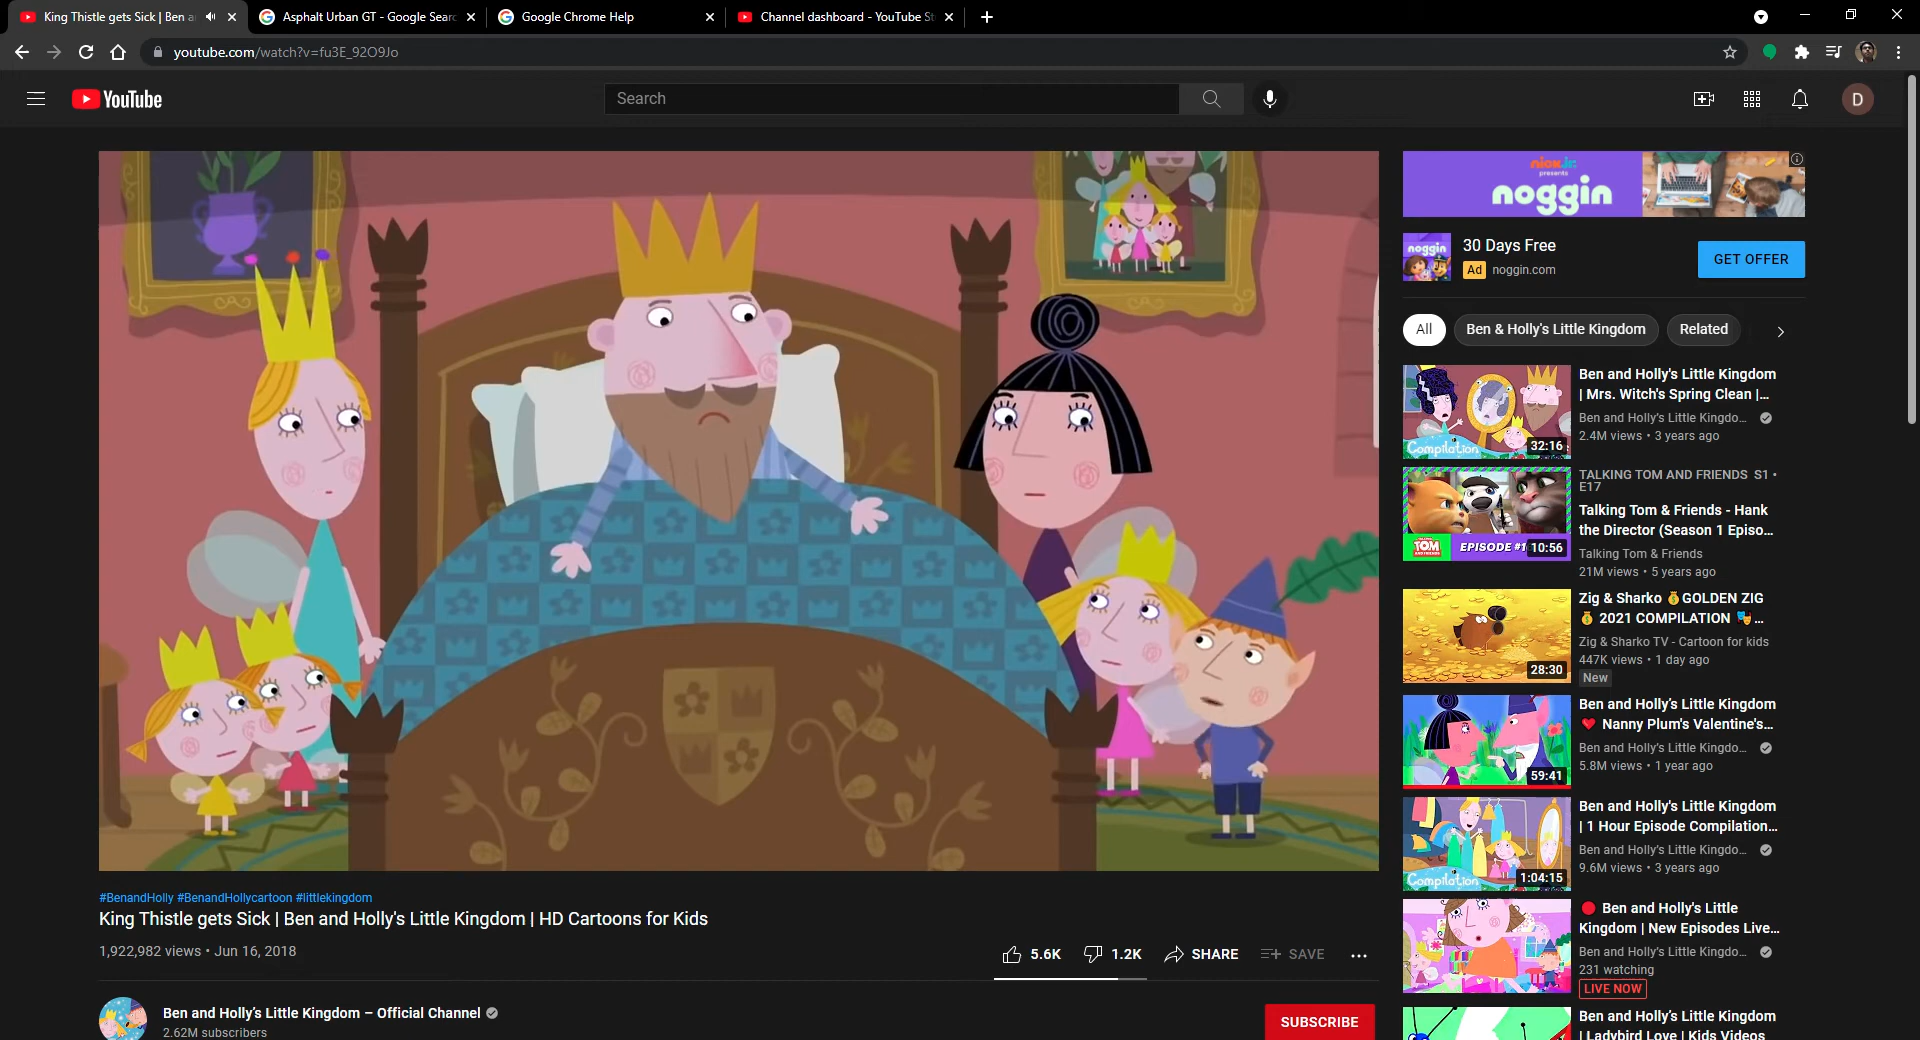 King Thistle gets Sick | Ben a
Asphalt Urban GT - Google Searc
Google Chrome Help
Channel dashboard - YouTube St
youtube.com/watch?v=fu3E_92O9Jo
YouTube
Search
D
nick jr.
presents
noggin
noggin
30 Days Free
Ad noggin.com
GET OFFER
All
Ben & Holly's Little Kingdom
Related
Compilation
32:16
Ben and Holly's Little Kingdom
| Mrs. Witch's Spring Clean |...
Ben and Holly's Little Kingdo...
2.4M views • 3 years ago
TALKING TOM AND FRIENDS S1 •
E17
TOM
EPISODE #1
10:56
Talking Tom & Friends - Hank
the Director (Season 1 Episo...
Talking Tom & Friends
21M views • 5 years ago
28:30
Zig & Sharko 💰GOLDEN ZIG
💰 2021 COMPILATION 🎭...
Zig & Sharko TV - Cartoon for kids
447K views • 1 day ago
New
59:41
Ben and Holly's Little Kingdom
❤️ Nanny Plum's Valentine's...
Ben and Holly's Little Kingdo...
5.8M views • 1 year ago
Compilation
1:04:15
Ben and Holly's Little Kingdom
| 1 Hour Episode Compilation...
Ben and Holly's Little Kingdo...
9.6M views • 3 years ago
🔴 Ben and Holly's Little
Kingdom | New Episodes Live...
Ben and Holly's Little Kingdo...
231 watching
LIVE NOW
Ben and Holly's Little Kingdom
| Ladybird Love | Kids Videos
#BenandHolly #BenandHollycartoon #littlekingdom
King Thistle gets Sick | Ben and Holly's Little Kingdom | HD Cartoons for Kids
1,922,982 views • Jun 16, 2018
5.6K
1.2K
SHARE
SAVE
Ben and Holly's Little Kingdom – Official Channel
2.62M subscribers
SUBSCRIBE